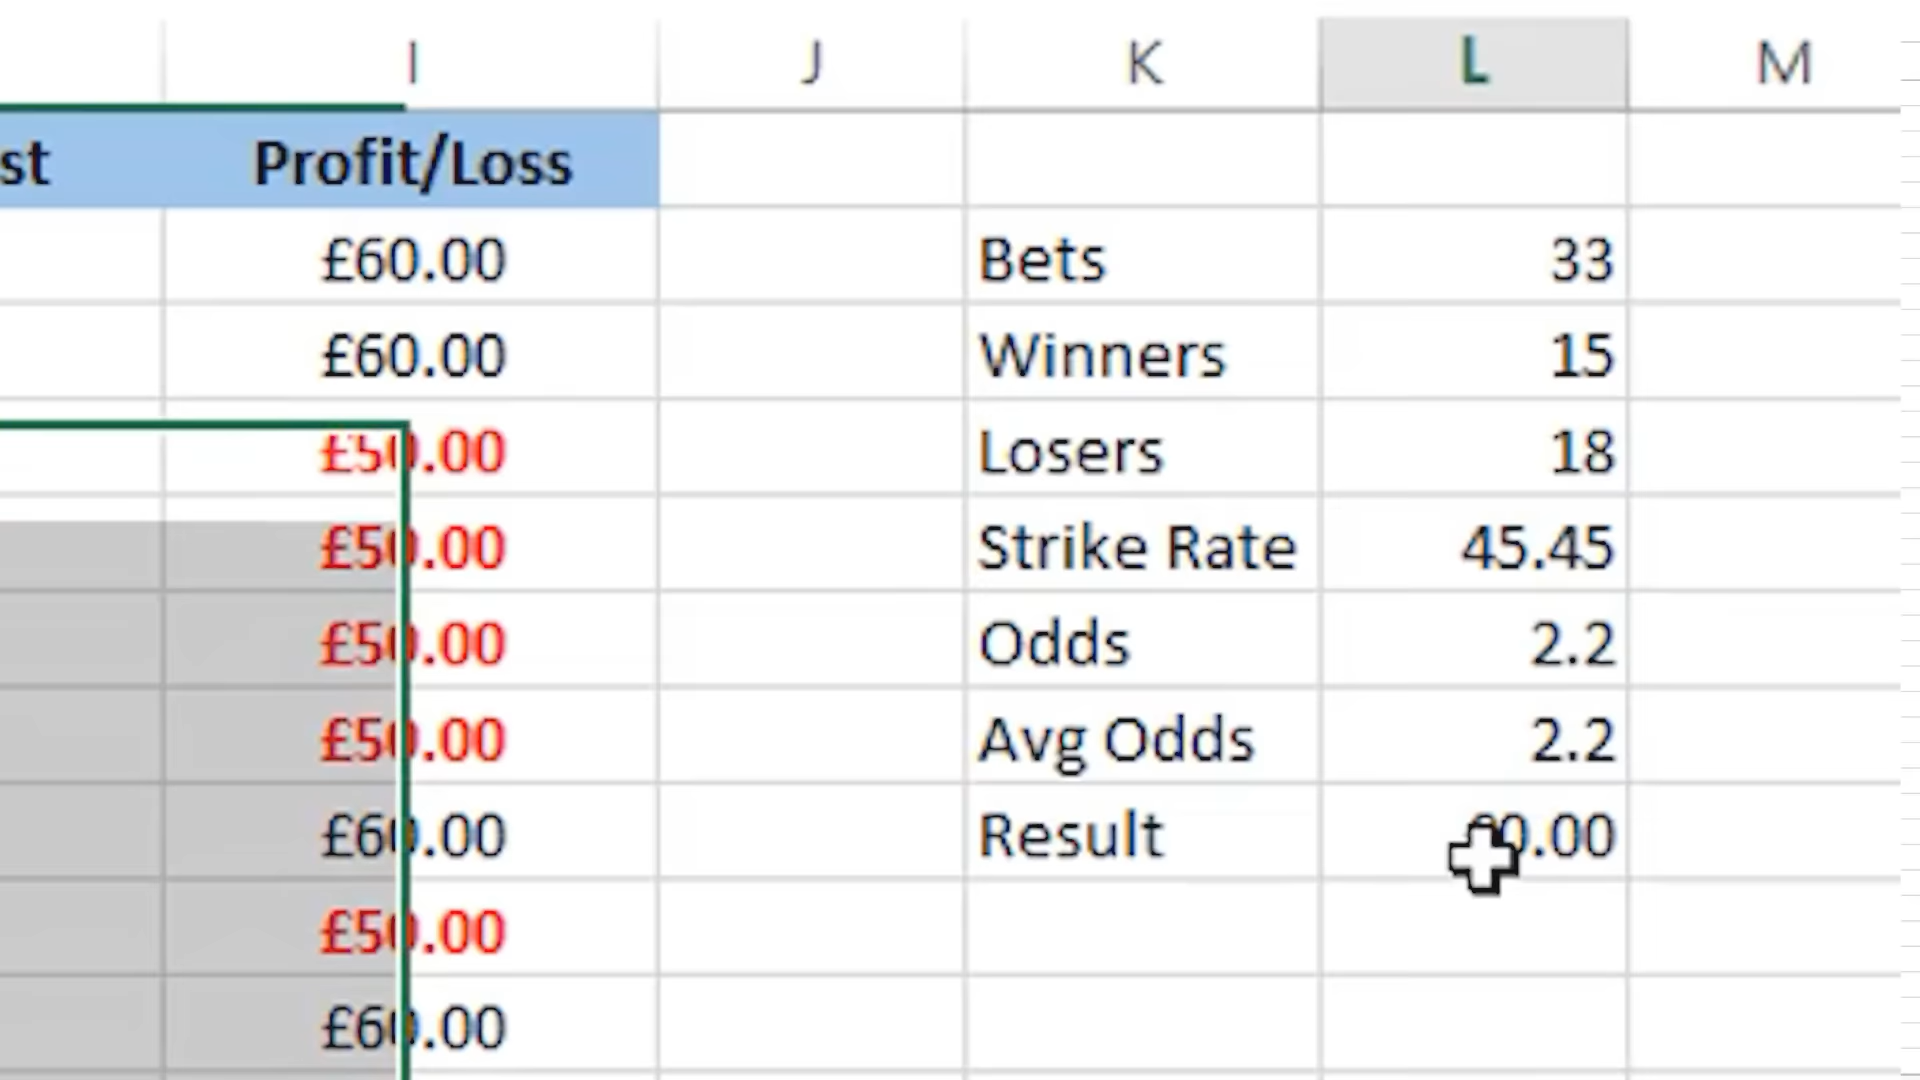 I J K L M
st Profit/Loss
£60.00 Bets 33
£60.00 Winners 15
£50.00 Losers 18
£50.00 Strike Rate 45.45
£50.00 Odds 2.2
£50.00 Avg Odds 2.2
£60.00 Result
£50.00
£60.00